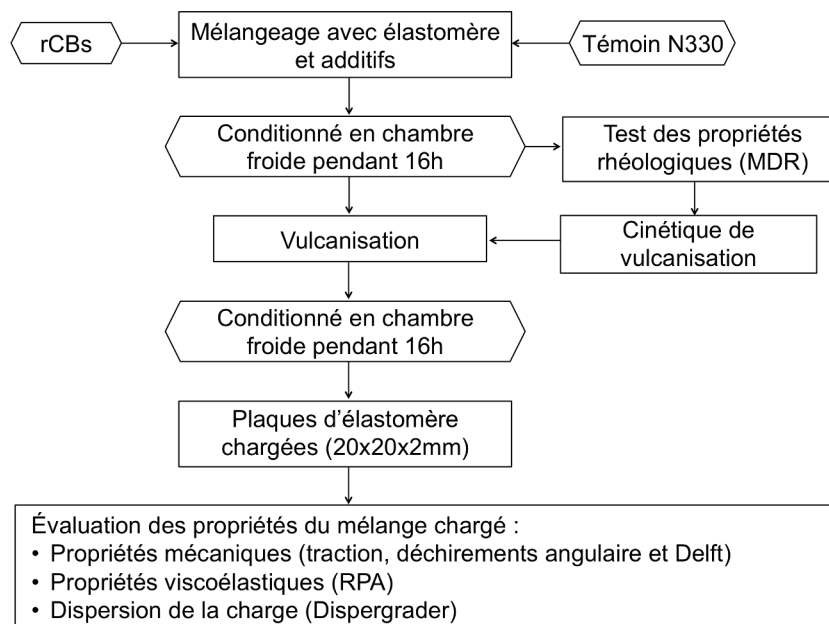 rCBs
Mélangeage avec élastomère
et additifs
Témoin N330
Conditionné en chambre
froide pendant 16h
Test des propriétés
rhéologiques (MDR)
Vulcanisation
Cinétique de
vulcanisation
Conditionné en chambre
froide pendant 16h
Plaques d’élastomère
chargées (20x20x2mm)
Évaluation des propriétés du mélange chargé :
• Propriétés mécaniques (traction, déchirements angulaire et Delft)
• Propriétés viscoélastiques (RPA)
• Dispersion de la charge (Dispergrader)